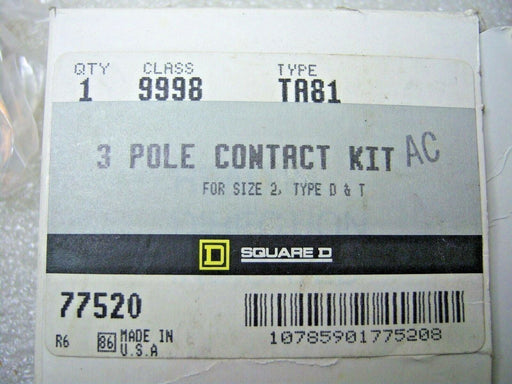 QTY CLASS TYPE
1 9998 TA81
3 POLE CONTACT KIT AC
FOR SIZE 2, TYPE D & T
D SQUARE D
77520
R6 86 MADE IN
U.S.A
10785901775208